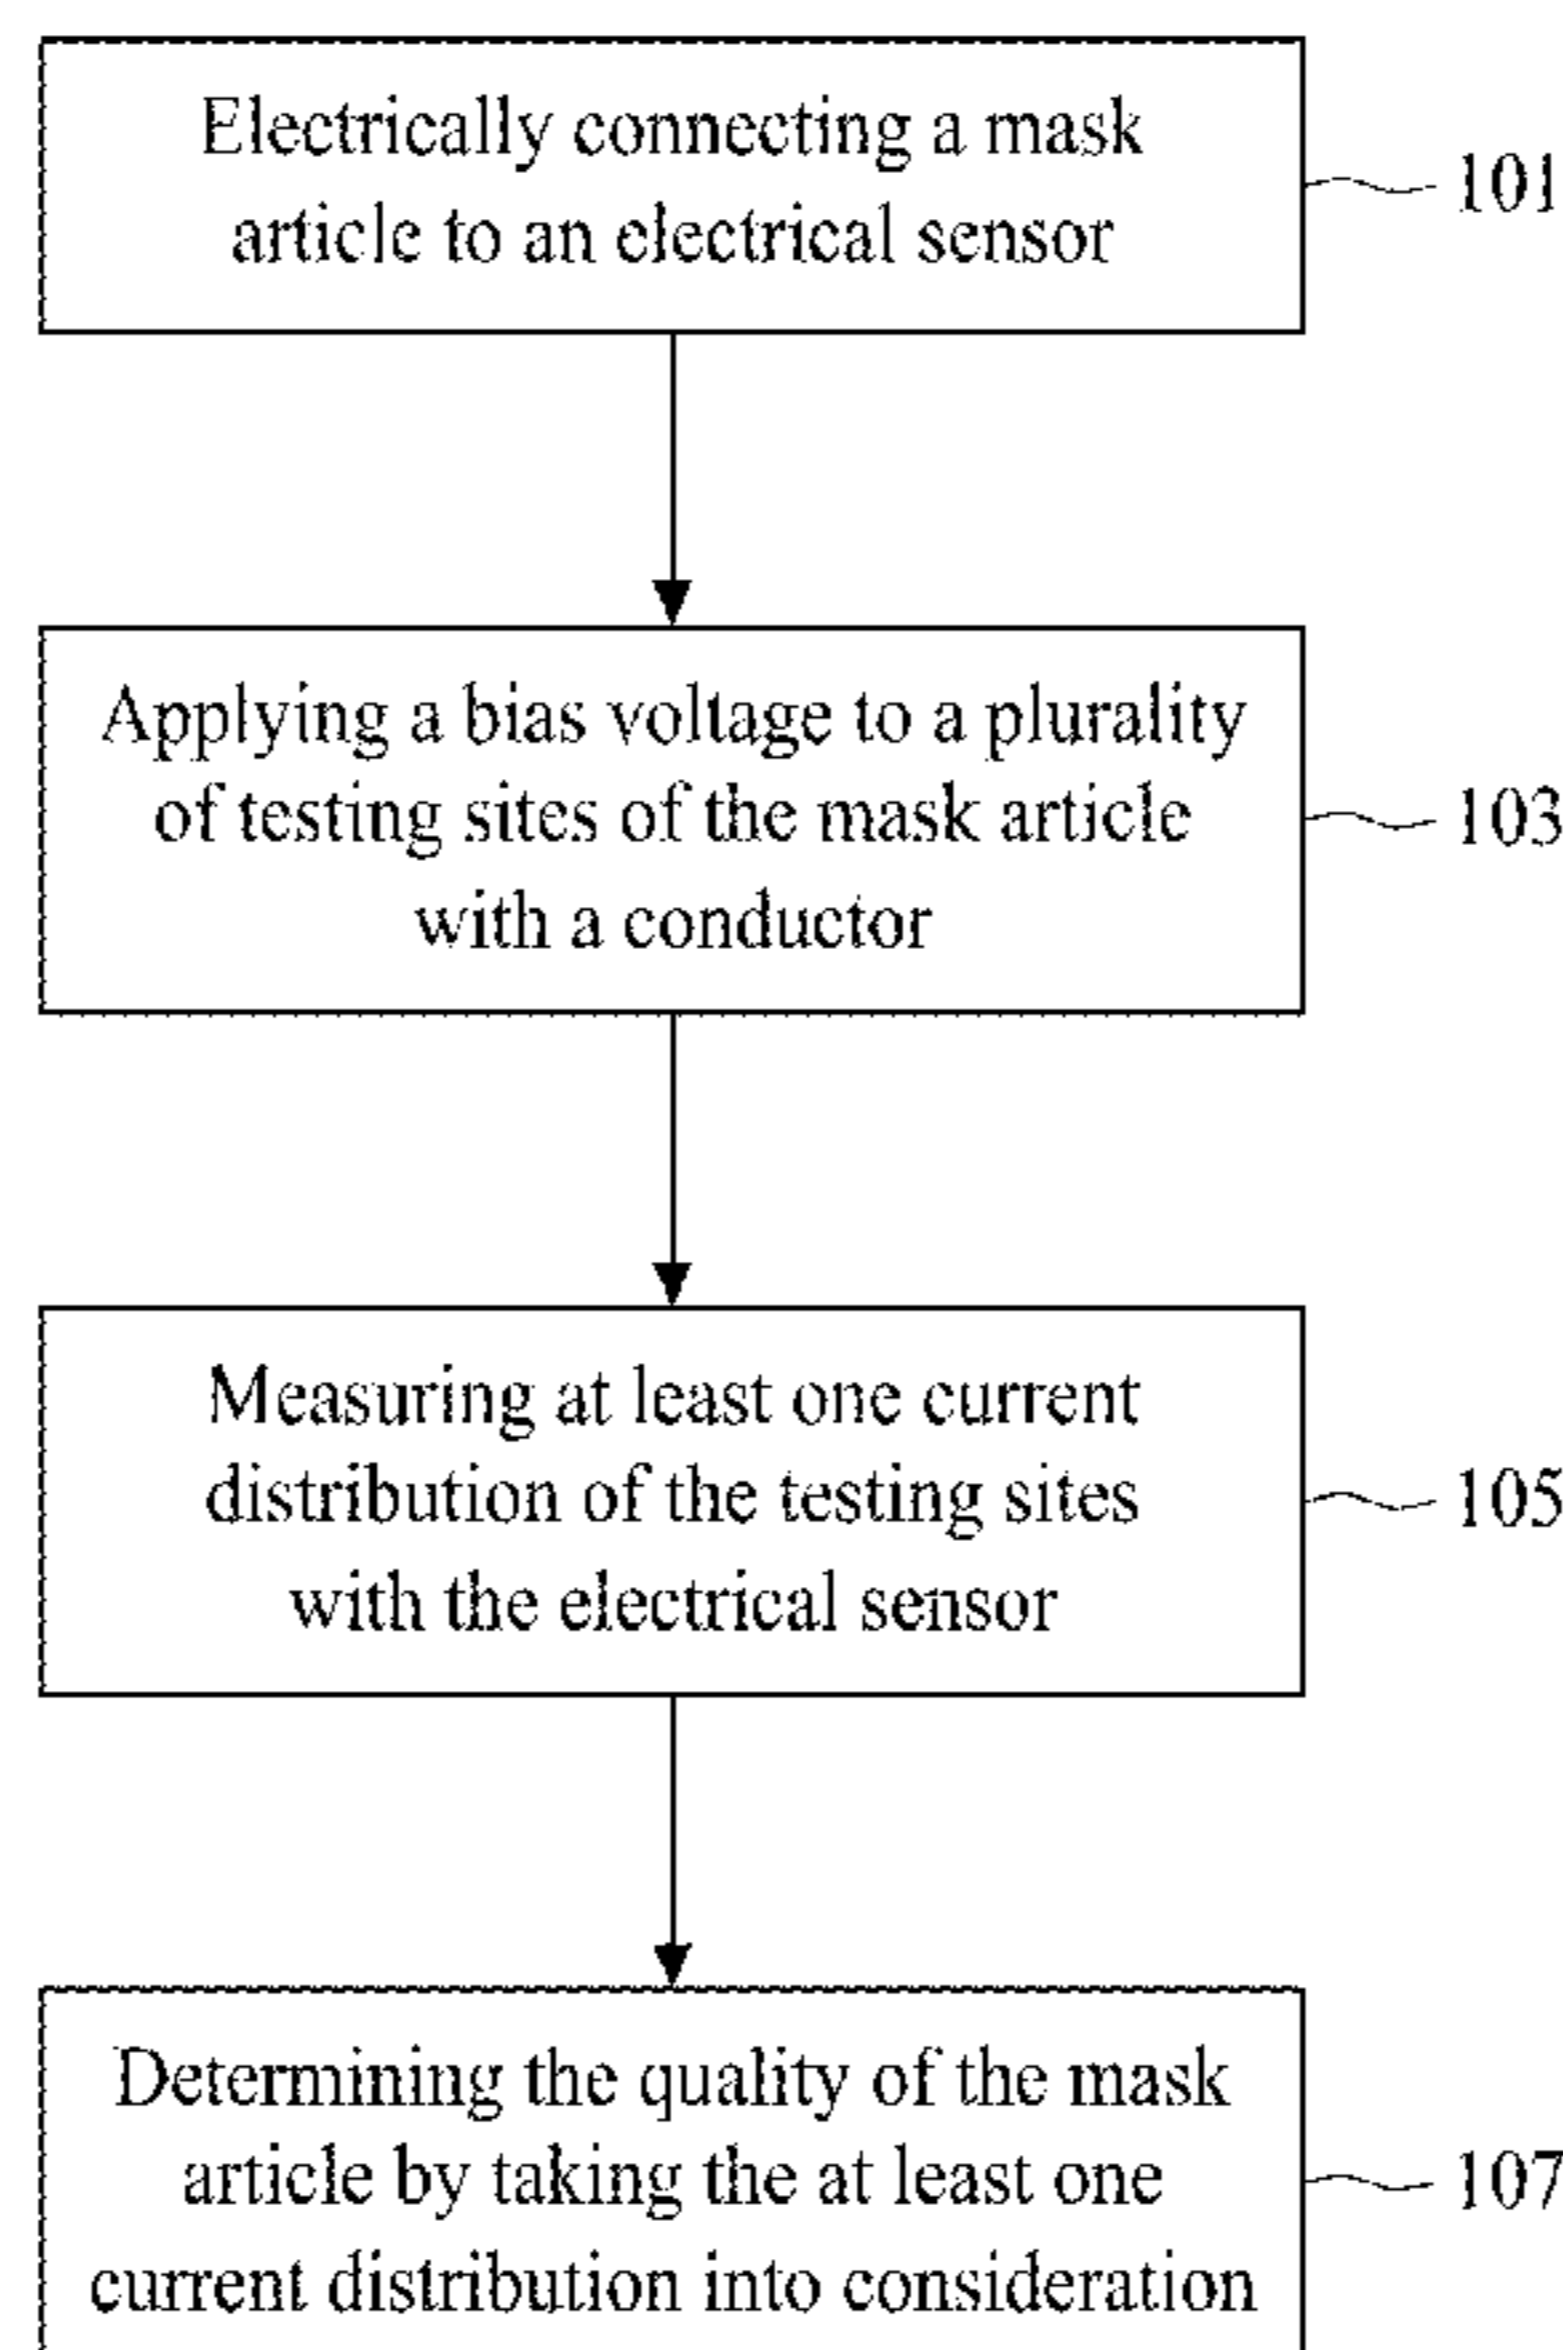 Electrically connecting a mask
article to an electrical sensor
101
Applying a bias voltage to a plurality
of testing sites of the mask article
with a conductor
103
Measuring at least one current
distribution of the testing sites
with the electrical sensor
105
Determining the quality of the mask
article by taking the at least one
current distribution into consideration
107